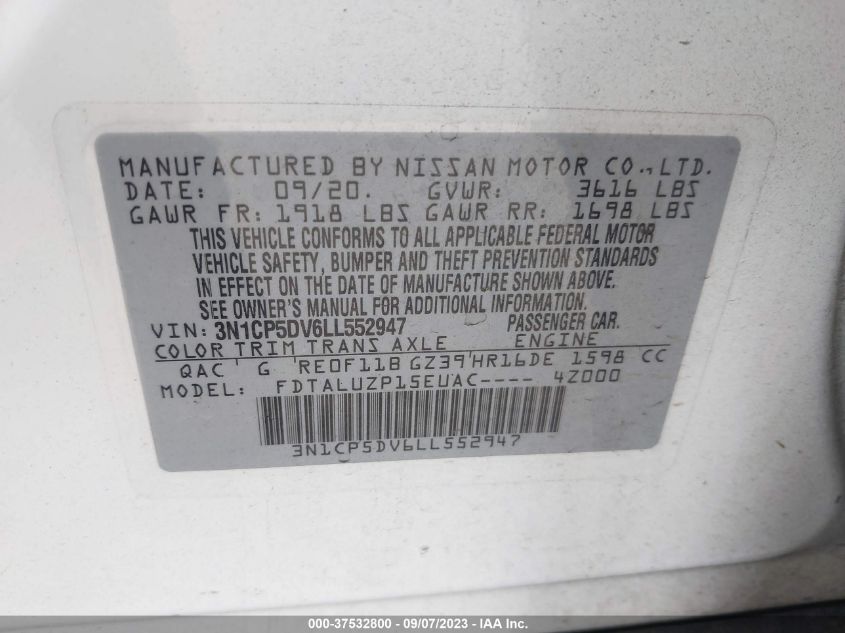 MANUFACTURED BY NISSAN MOTOR CO.,LTD.
DATE: 09/20. GVWR: 3616 LBS
GAWR FR: 1918 LBS GAWR RR: 1698 LBS
THIS VEHICLE CONFORMS TO ALL APPLICABLE FEDERAL MOTOR
VEHICLE SAFETY, BUMPER AND THEFT PREVENTION STANDARDS
IN EFFECT ON THE DATE OF MANUFACTURE SHOWN ABOVE.
SEE OWNER'S MANUAL FOR ADDITIONAL INFORMATION.
VIN: 3N1CP5DV6LL552947 PASSENGER CAR.
COLOR TRIM TRANS AXLE ENGINE
QAC G RE0F11B GZ39 HR16DE 1598 CC
MODEL: FDTALUZP15EUAC---- 4Z000
3N1CP5DV6LL552947
000-37532800 - 09/07/2023 - IAA Inc.